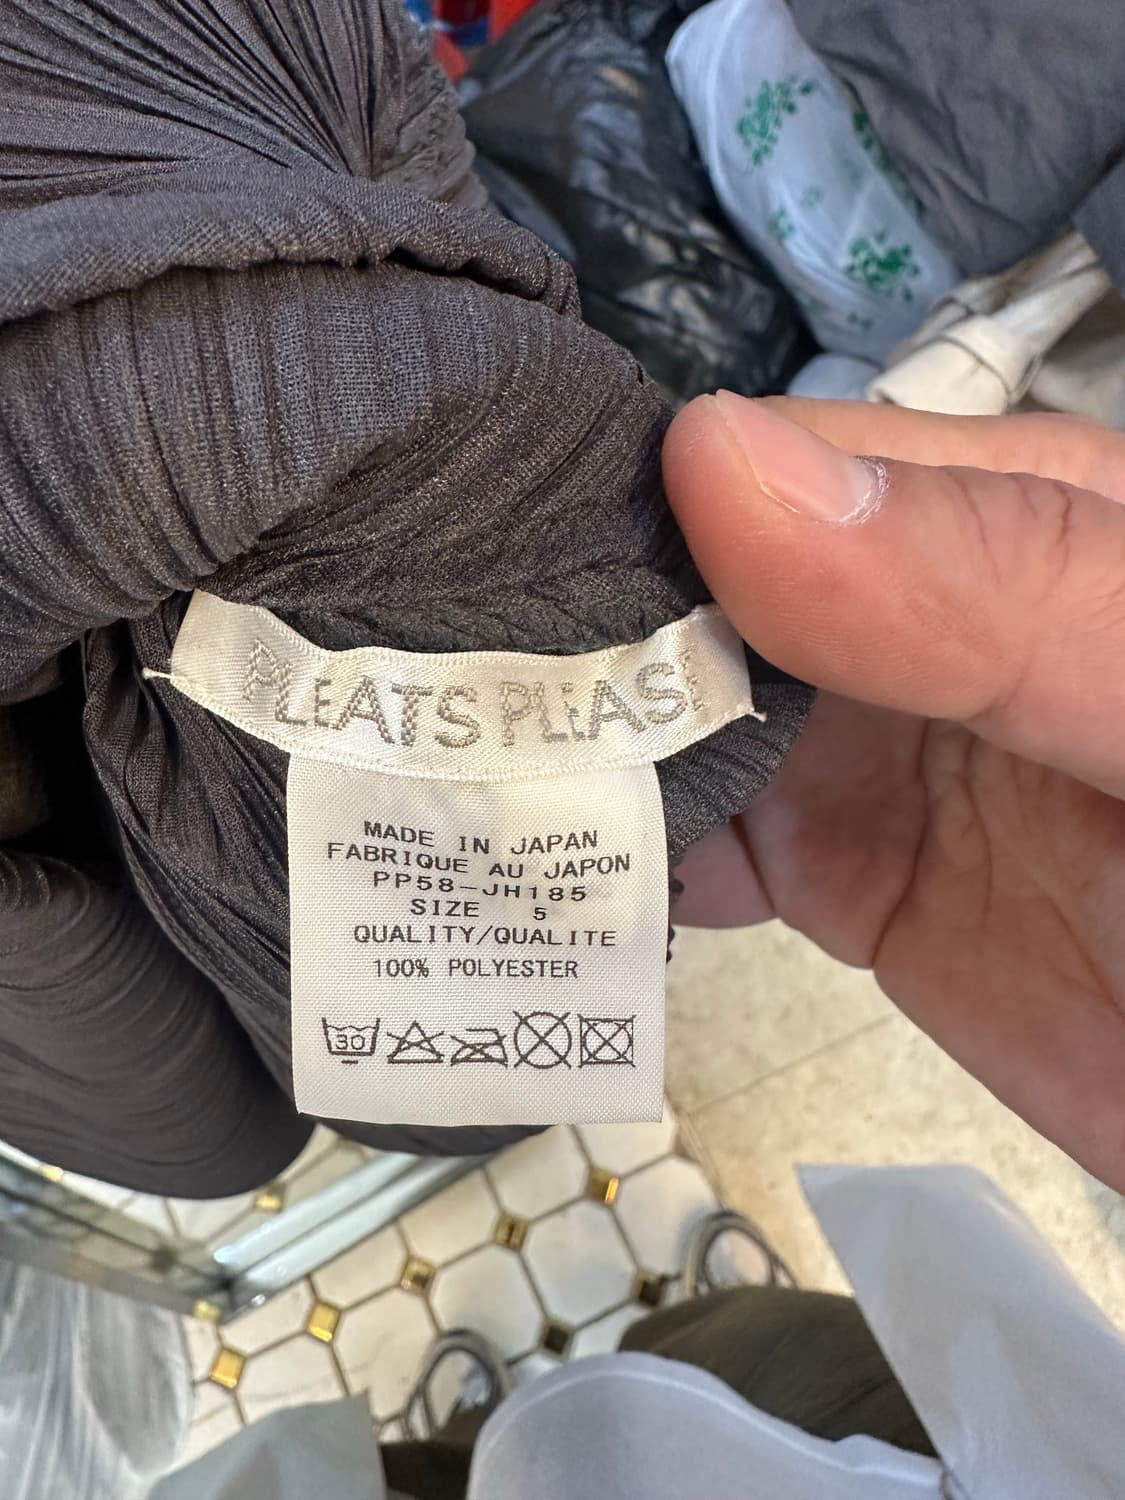 PLEATS PLEASE
MADE IN JAPAN
FABRIQUE AU JAPON
PP58-JH185
SIZE 5
QUALITY/QUALITE
100% POLYESTER
30